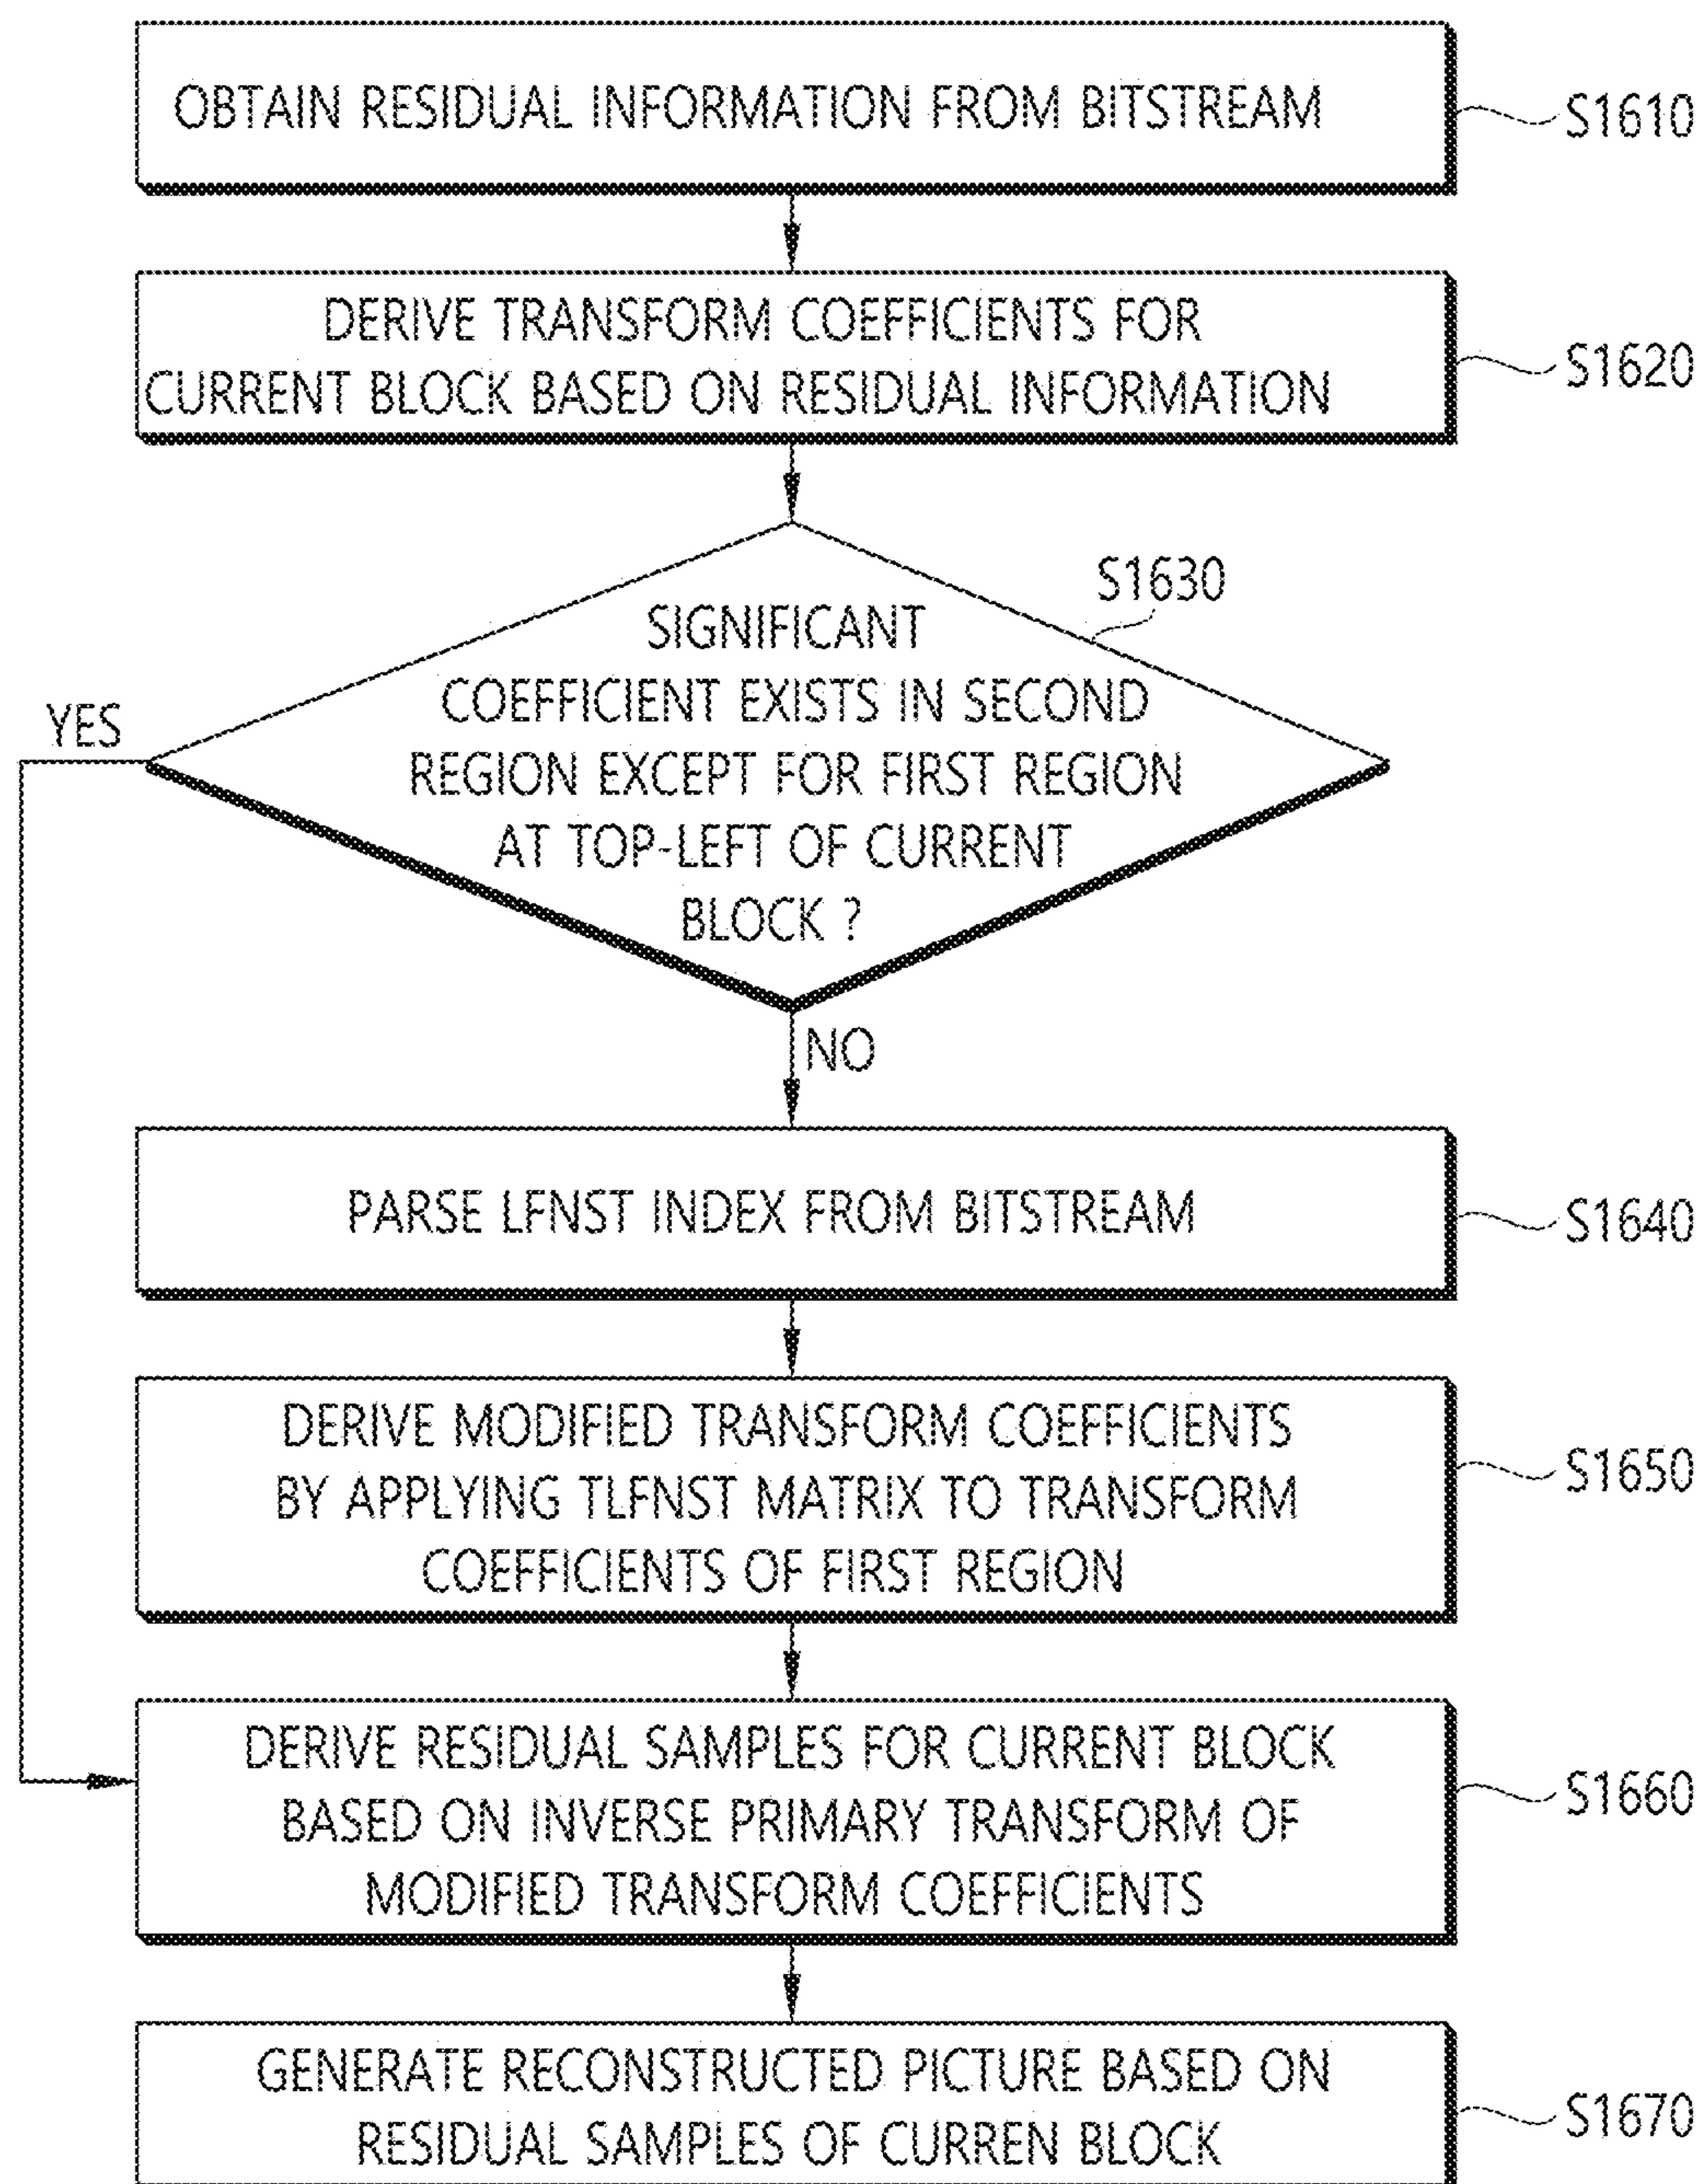 OBTAIN RESIDUAL INFORMATION FROM BITSTREAM
S1610
DERIVE TRANSFORM COEFFICIENTS FOR
CURRENT BLOCK BASED ON RESIDUAL INFORMATION
S1620
S1630
SIGNIFICANT
COEFFICIENT EXISTS IN SECOND
REGION EXCEPT FOR FIRST REGION
AT TOP-LEFT OF CURRENT
BLOCK ?
YES
NO
PARSE LFNST INDEX FROM BITSTREAM
S1640
DERIVE MODIFIED TRANSFORM COEFFICIENTS
BY APPLYING TLFNST MATRIX TO TRANSFORM
COEFFICIENTS OF FIRST REGION
S1650
DERIVE RESIDUAL SAMPLES FOR CURRENT BLOCK
BASED ON INVERSE PRIMARY TRANSFORM OF
MODIFIED TRANSFORM COEFFICIENTS
S1660
GENERATE RECONSTRUCTED PICTURE BASED ON
RESIDUAL SAMPLES OF CURREN BLOCK
S1670